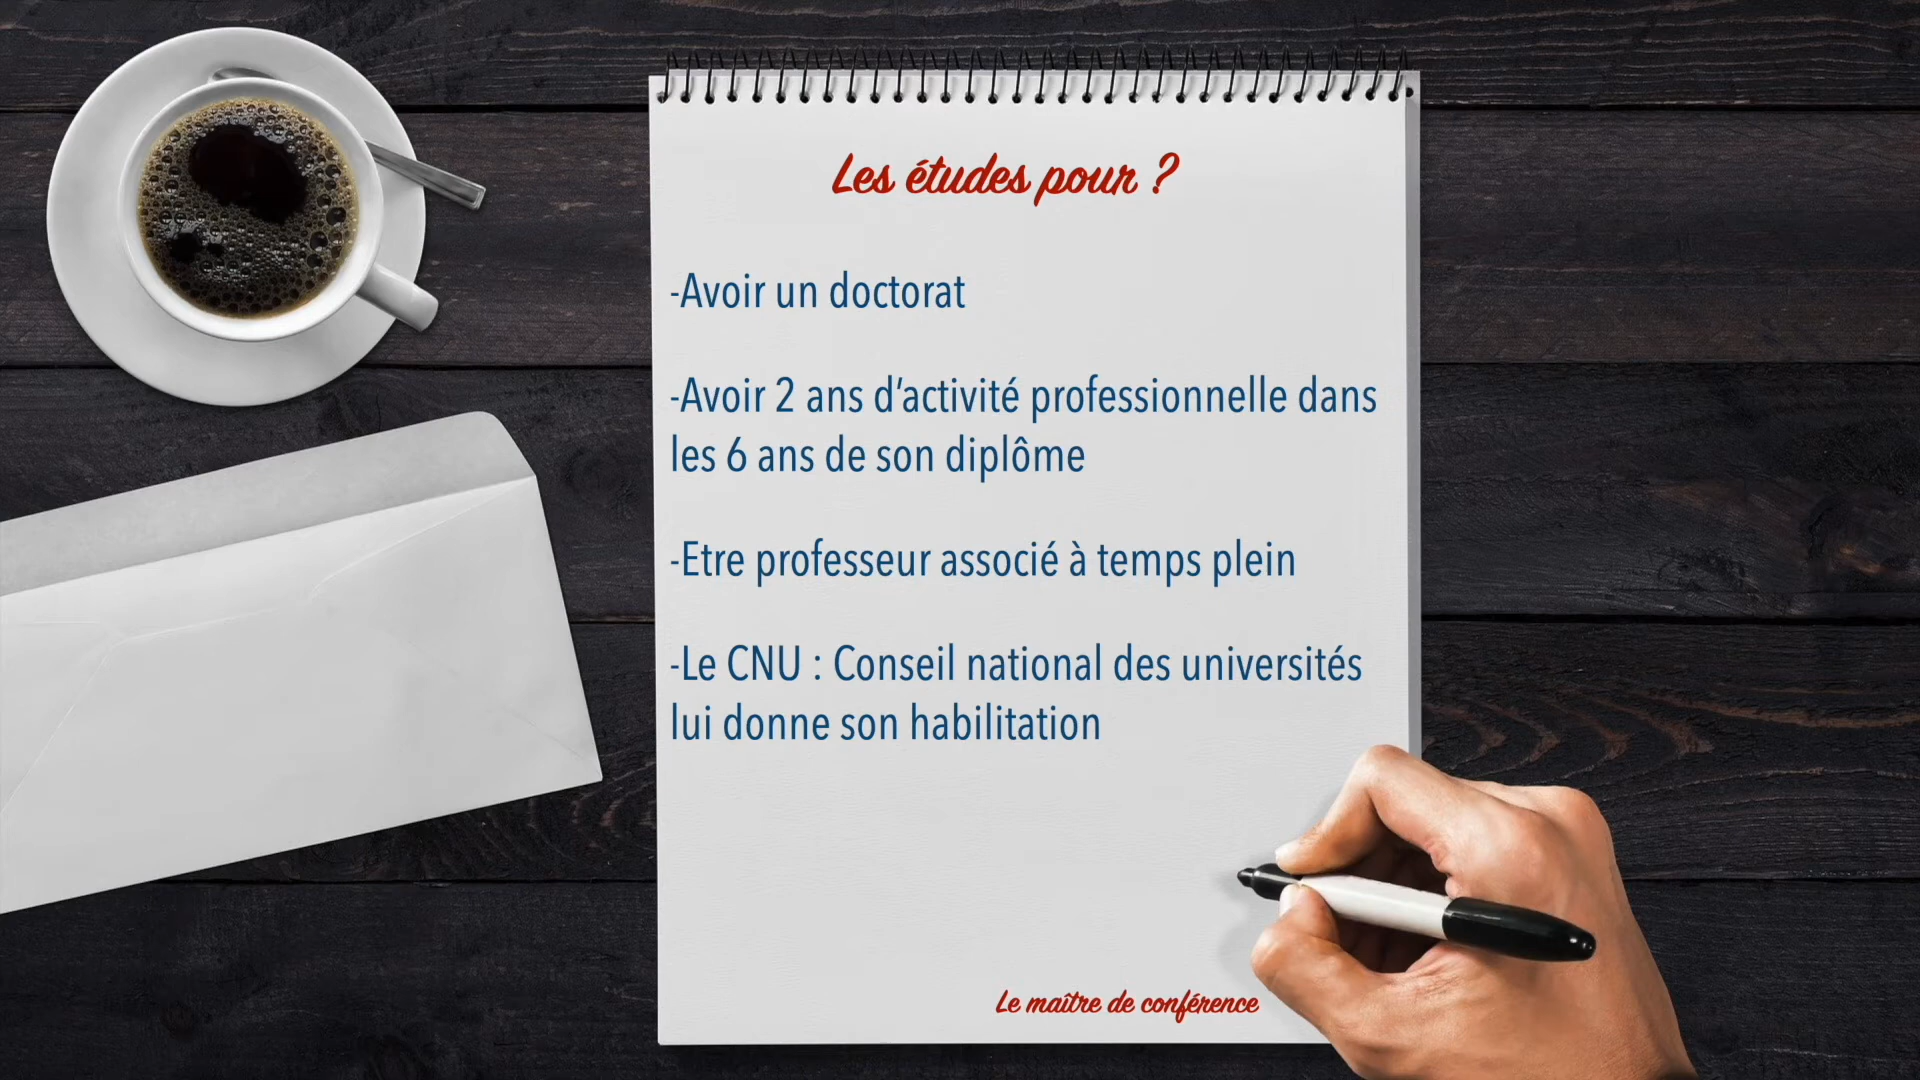 Les études pour ?
-Avoir un doctorat
-Avoir 2 ans d’activité professionnelle dans
les 6 ans de son diplôme
-Etre professeur associé à temps plein
-Le CNU : Conseil national des universités
lui donne son habilitation
Le maître de conférence